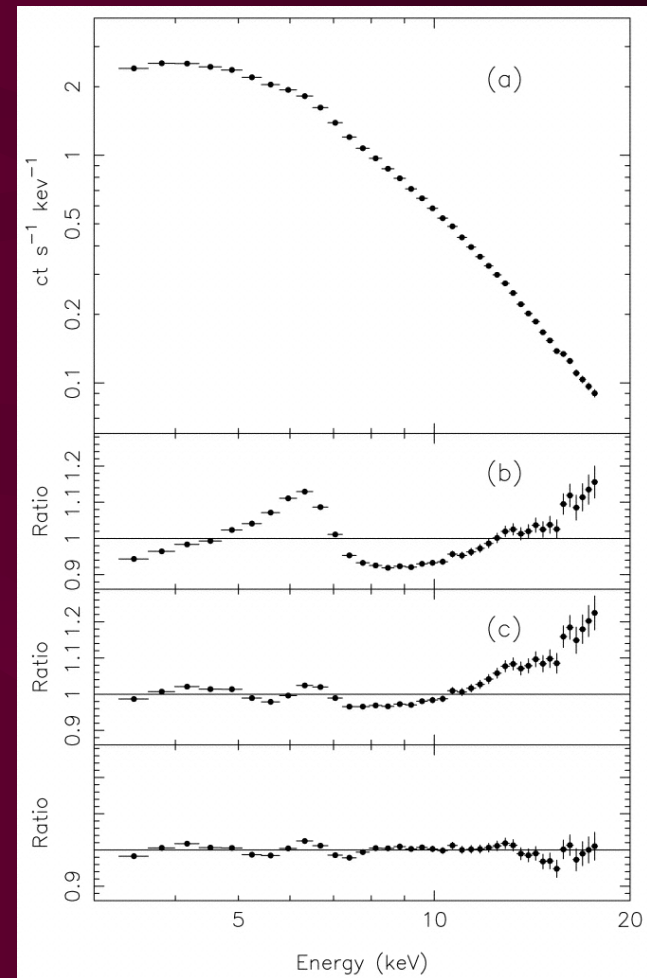 (a)
ct s⁻¹ kev⁻¹
2
1
0.5
0.2
0.1
(b)
Ratio
1.2
1.1
1
0.9
(c)
Ratio
1.2
1.1
1
0.9
Ratio
0.9
5 10 20
Energy (keV)